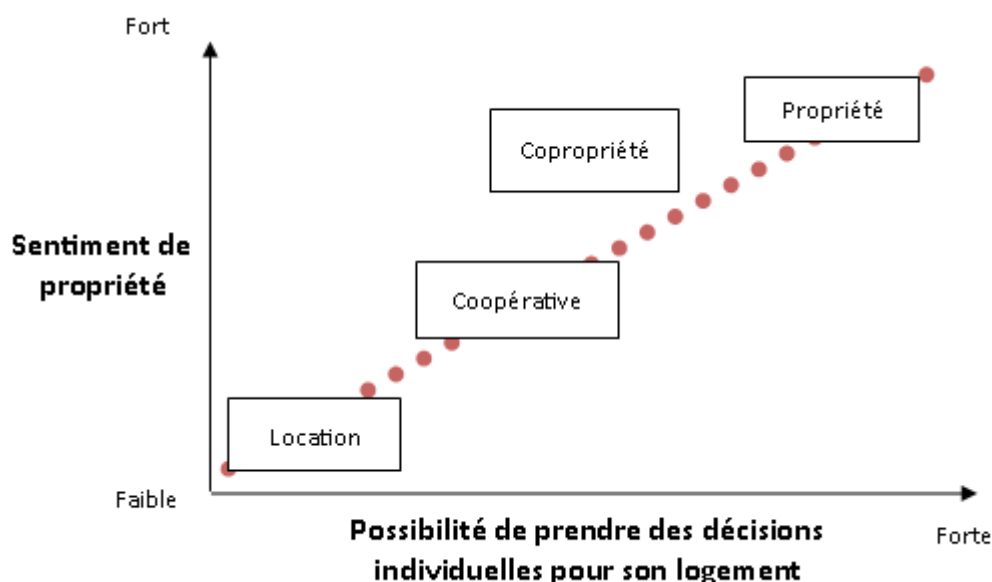 Fort
Propriété
Copropriété
Sentiment de
propriété
Coopérative
Location
Faible
Possibilité de prendre des décisions
individuelles pour son logement
Forte